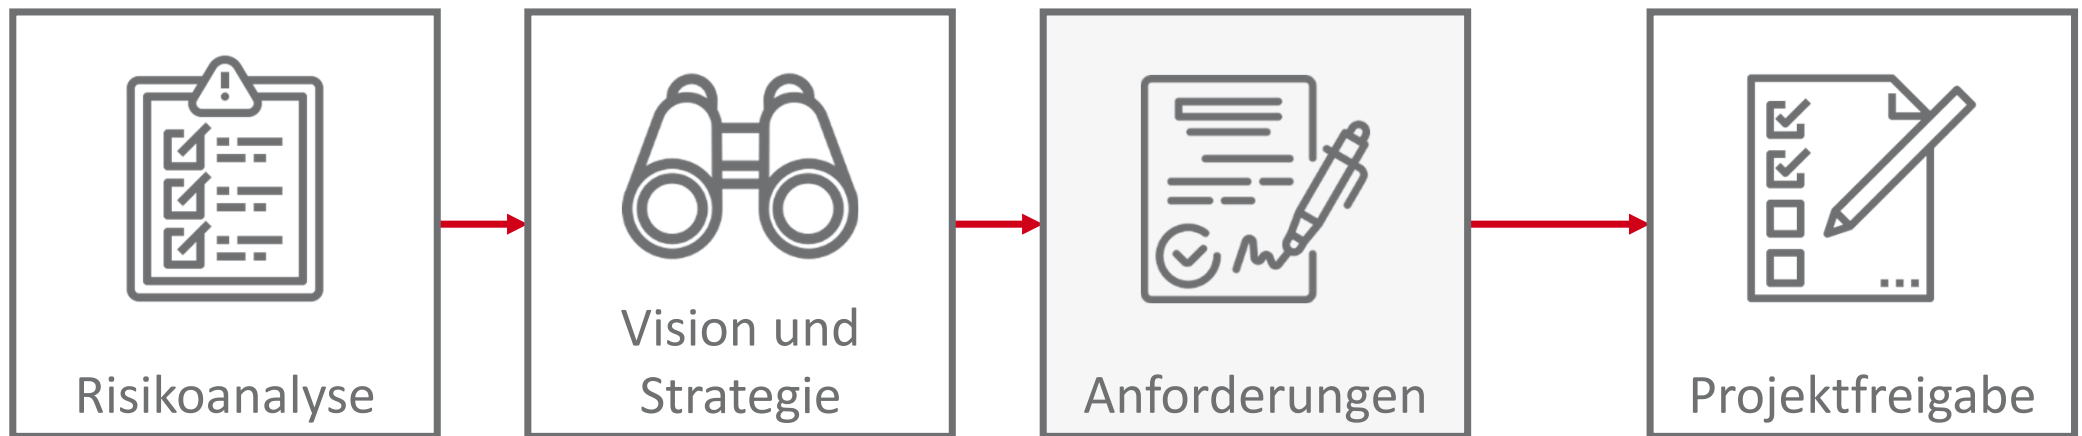 Risikoanalyse
Vision und
Strategie
Anforderungen
Projektfreigabe